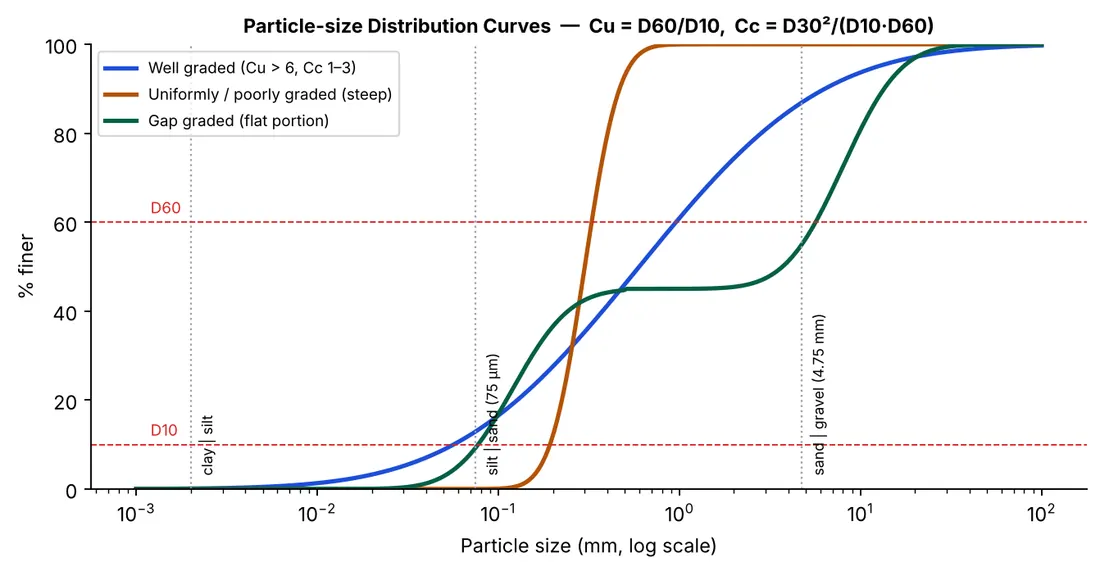 Particle-size Distribution Curves — Cu = D60/D10, Cc = D30²/(D10·D60)
100
80
60
40
20
0
% finer
Well graded (Cu > 6, Cc 1–3)
Uniformly / poorly graded (steep)
Gap graded (flat portion)
D60
D10
clay | silt
silt | sand (75 µm)
sand | gravel (4.75 mm)
10⁻³
10⁻²
10⁻¹
10⁰
10¹
10²
Particle size (mm, log scale)